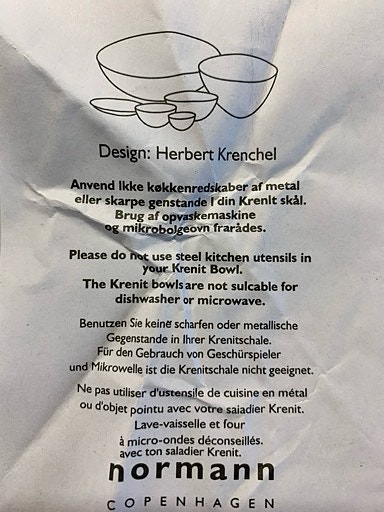 Design: Herbert Krenchel
Anvend Ikke køkkenredskaber af metal
eller skarpe genstande I din Krenlt skål.
Brug af opvaskemaskine
og mikrobolgeovn frarådes.
Please do not use steel kitchen utensils in
your Krenit Bowl.
The Krenit bowls are not sulcable for
dishwasher or microwave.
Benutzen Sie keine scharfen oder metallische
Gegenstande in Ihrer Krenitschale.
Für den Gebrauch von Geschürspieler
und Mikrowelle ist die Krenitschale nicht geeignet.
Ne pas utiliser d'ustensile de cuisine en métal
ou d'objet pointu avec votre saiadier Krenit.
Lave-vaisselle et four
à micro-ondes déconseillés.
avec ton saladier Krenit.
normann
COPENHAGEN